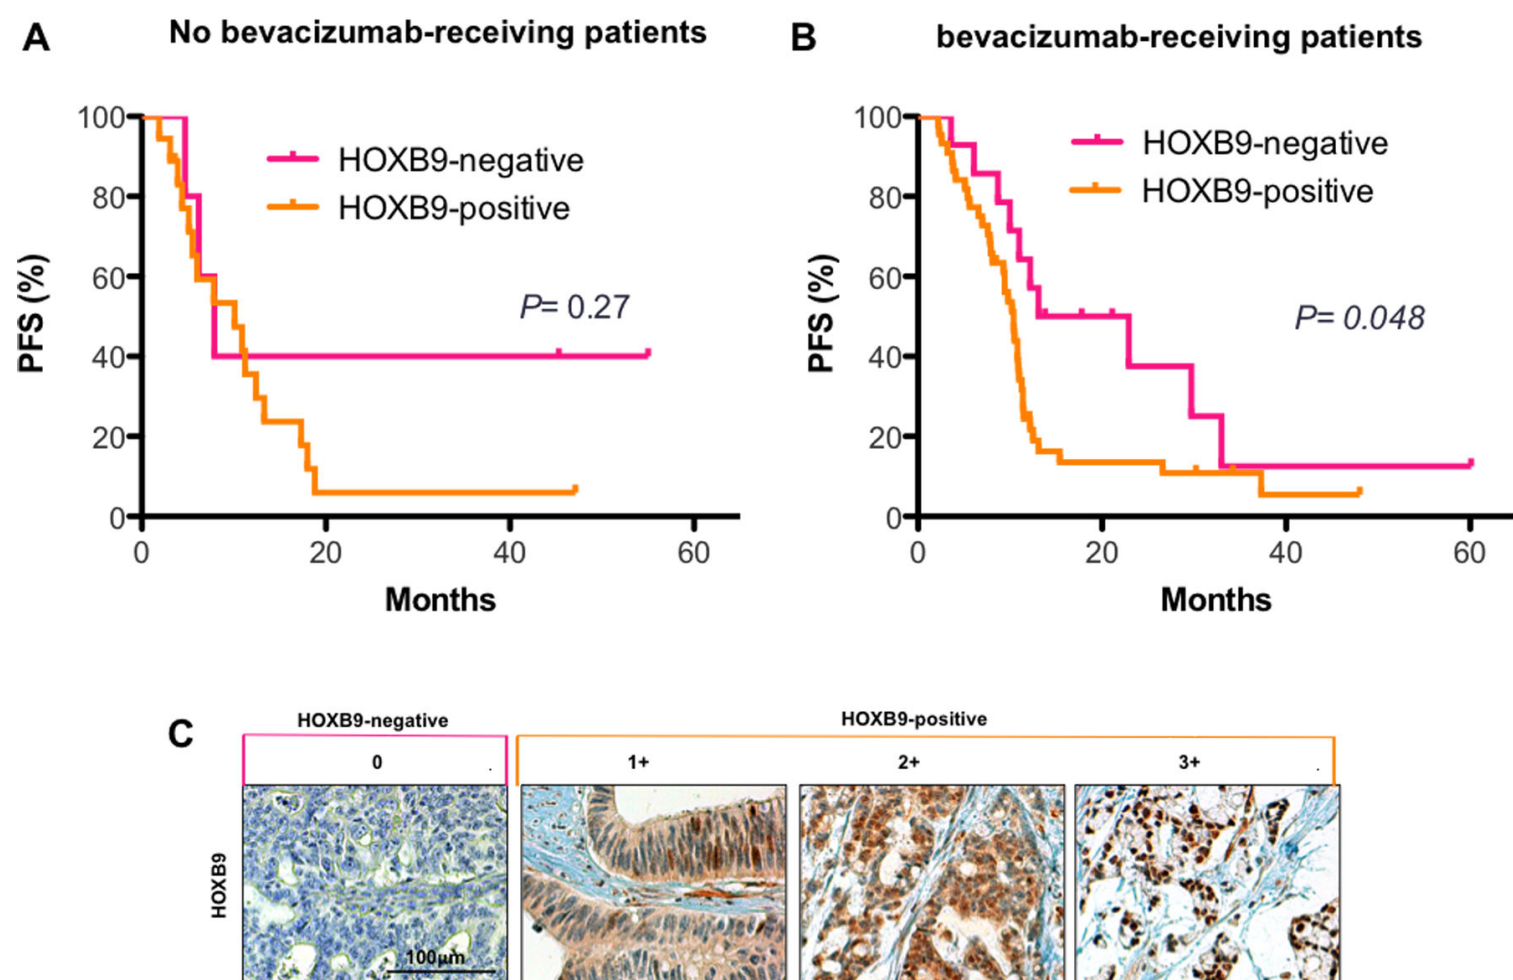 A
No bevacizumab-receiving patients
100
80
60
40
20
0
PFS (%)
HOXB9-negative
HOXB9-positive
P= 0.27
0 20 40 60
Months
B
bevacizumab-receiving patients
100
80
60
40
20
0
PFS (%)
HOXB9-negative
HOXB9-positive
P= 0.048
0 20 40 60
Months
C
HOXB9-negative
HOXB9-positive
0 1+ 2+ 3+
HOXB9
100µm